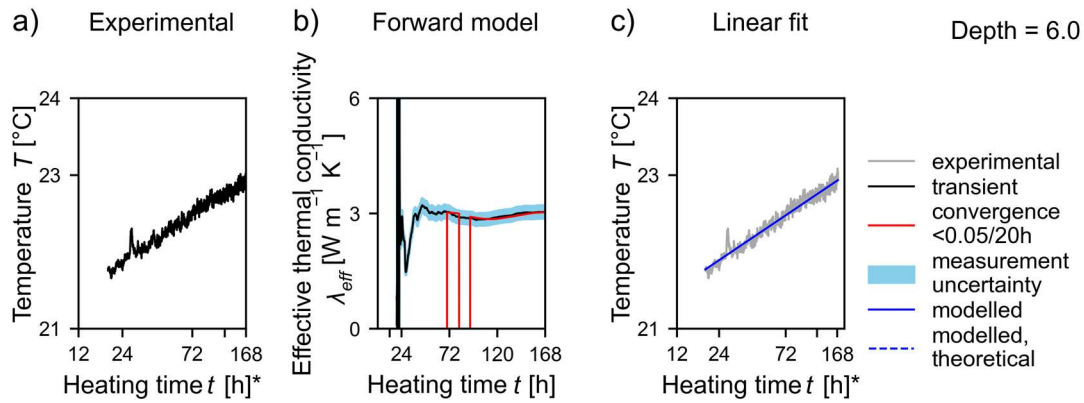 a) Experimental
b) Forward model
c) Linear fit
Depth = 6.0
Temperature T [°C]
24
23
21
12 24 72 168
Heating time t [h]*
Effective thermal conductivity
λeff [W m⁻¹ K⁻¹]
6
3
0
24 72 120 168
Heating time t [h]
Temperature T [°C]
24
23
21
12 24 72 168
Heating time t [h]*
experimental
transient
convergence
<0.05/20h
measurement
uncertainty
modelled
modelled,
theoretical